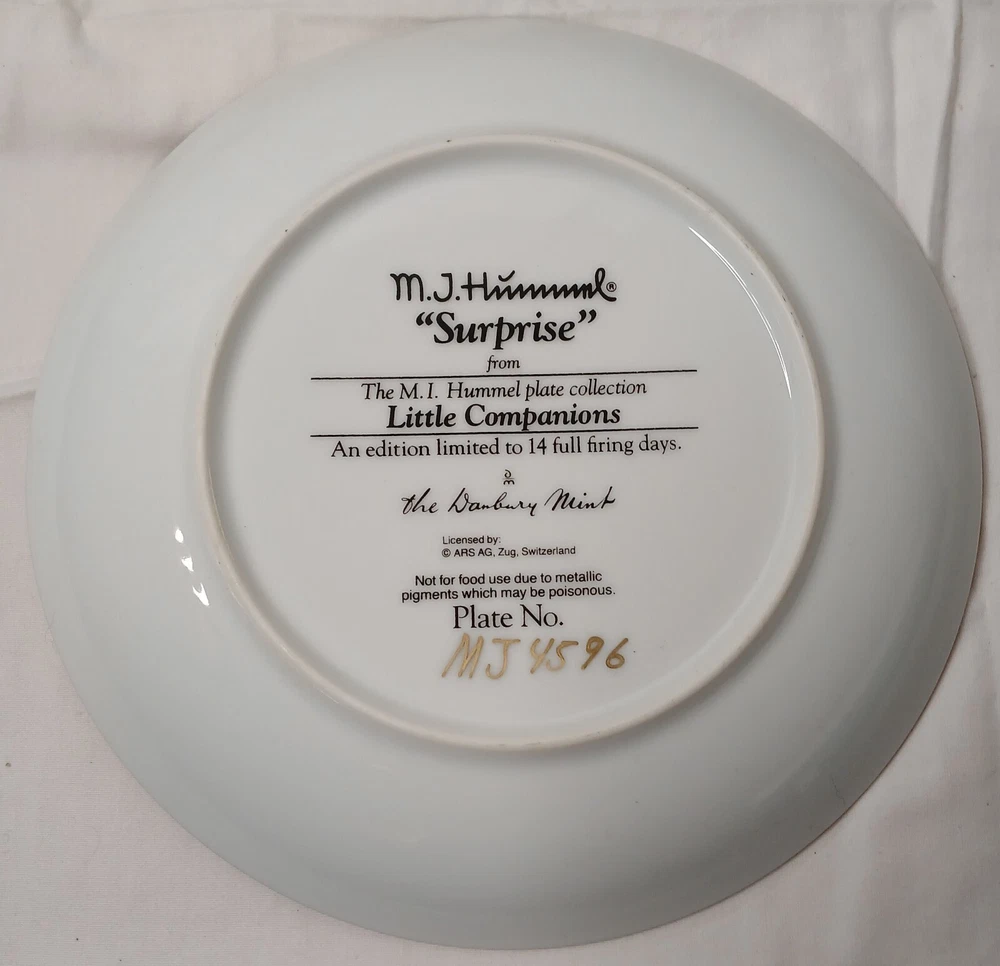 M.J.Hümmel®
“Surprise”
from
The M.I. Hummel plate collection
Little Companions
An edition limited to 14 full firing days.
DM
the Danbury Mint
Licensed by:
© ARS AG, Zug, Switzerland
Not for food use due to metallic
pigments which may be poisonous.
Plate No.
MJ4596